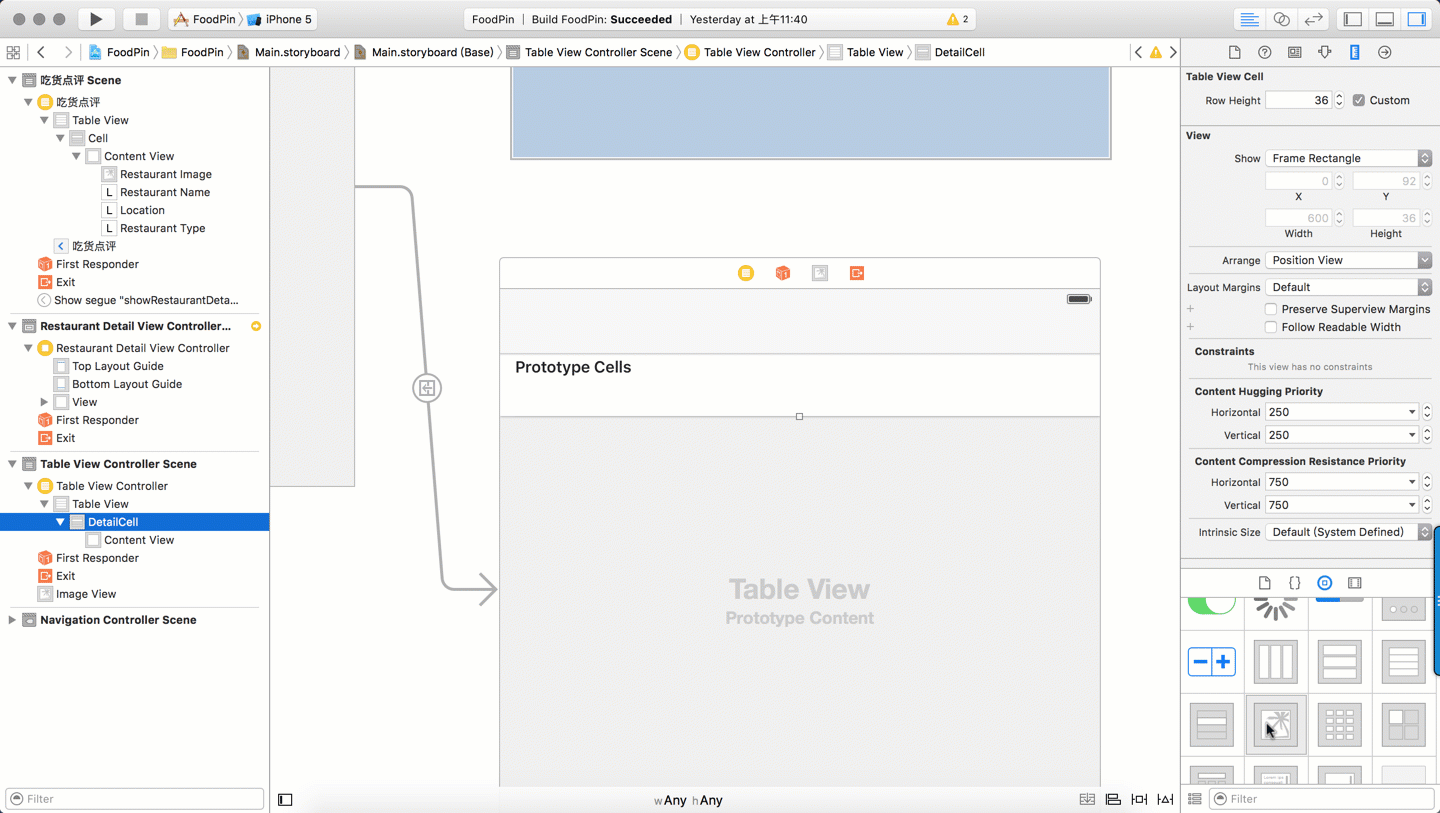 FoodPin
iPhone 5
FoodPin | Build FoodPin: Succeeded | Yesterday at 上午11:40
2
FoodPin
FoodPin
Main.storyboard
Main.storyboard (Base)
Table View Controller Scene
Table View Controller
Table View
DetailCell
吃货点评 Scene
吃货点评
Table View
Cell
Content View
Restaurant Image
L Restaurant Name
L Location
L Restaurant Type
吃货点评
First Responder
Exit
Show segue "showRestaurantDeta...
Restaurant Detail View Controller...
Restaurant Detail View Controller
Top Layout Guide
Bottom Layout Guide
View
First Responder
Exit
Table View Controller Scene
Table View Controller
Table View
DetailCell
Content View
First Responder
Exit
Image View
Navigation Controller Scene
Filter
Prototype Cells
Table View
Prototype Content
wAny hAny
Table View Cell
Row Height 36 Custom
View
Show Frame Rectangle
0 92
X Y
600 36
Width Height
Arrange Position View
Layout Margins Default
Preserve Superview Margins
Follow Readable Width
Constraints
This view has no constraints
Content Hugging Priority
Horizontal 250
Vertical 250
Content Compression Resistance Priority
Horizontal 750
Vertical 750
Intrinsic Size Default (System Defined)
Filter